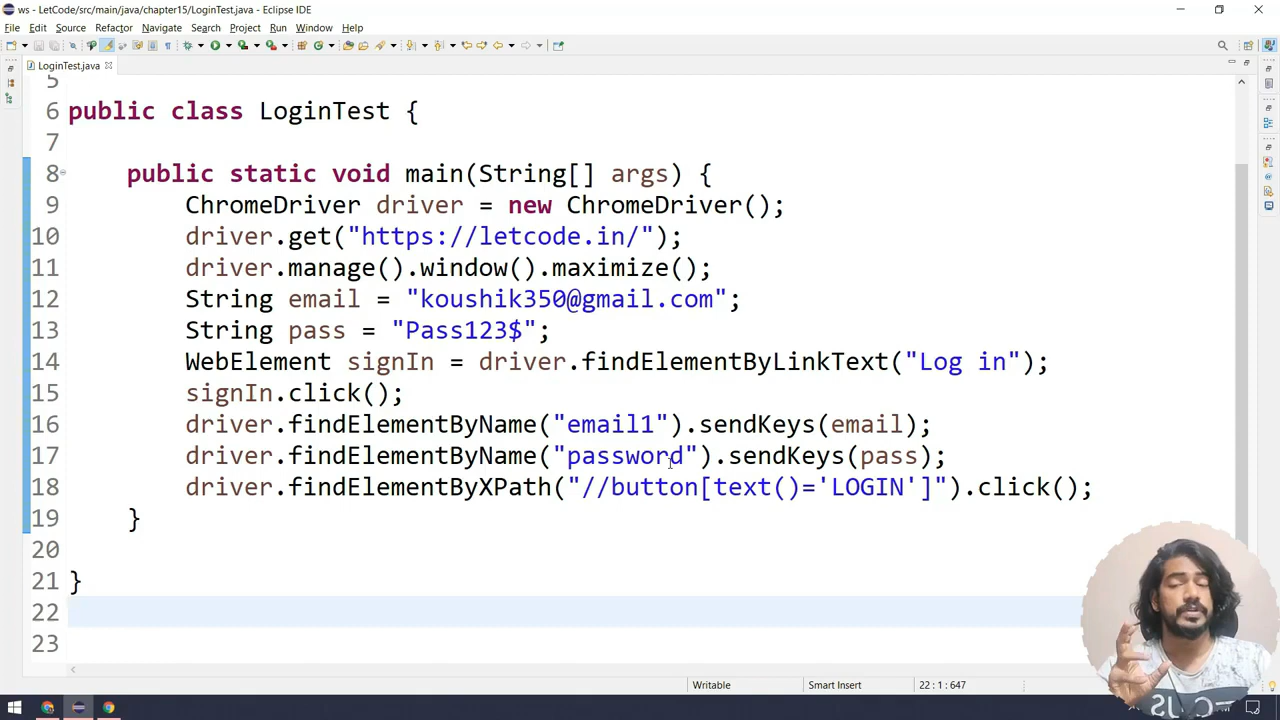 ws - LetCode/src/main/java/chapter15/LoginTest.java - Eclipse IDE
File Edit Source Refactor Navigate Search Project Run Window Help
LoginTest.java
5
6 public class LoginTest {
7
8 public static void main(String[] args) {
9 ChromeDriver driver = new ChromeDriver();
10 driver.get("https://letcode.in/");
11 driver.manage().window().maximize();
12 String email = "koushik350@gmail.com";
13 String pass = "Pass123$";
14 WebElement signIn = driver.findElementByLinkText("Log in");
15 signIn.click();
16 driver.findElementByName("email1").sendKeys(email);
17 driver.findElementByName("password").sendKeys(pass);
18 driver.findElementByXPath("//button[text()='LOGIN']").click();
19 }
20
21 }
22
23
Writable Smart Insert 22 : 1 : 647